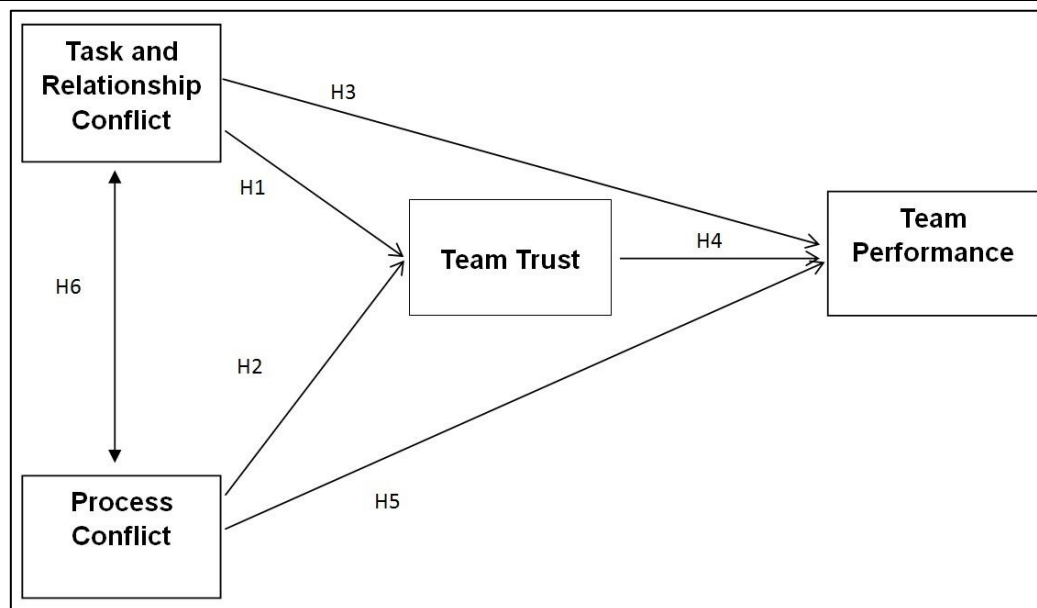 Task and
Relationship
Conflict
H3
H1
Team Trust
H4
Team
Performance
H6
H2
H5
Process
Conflict